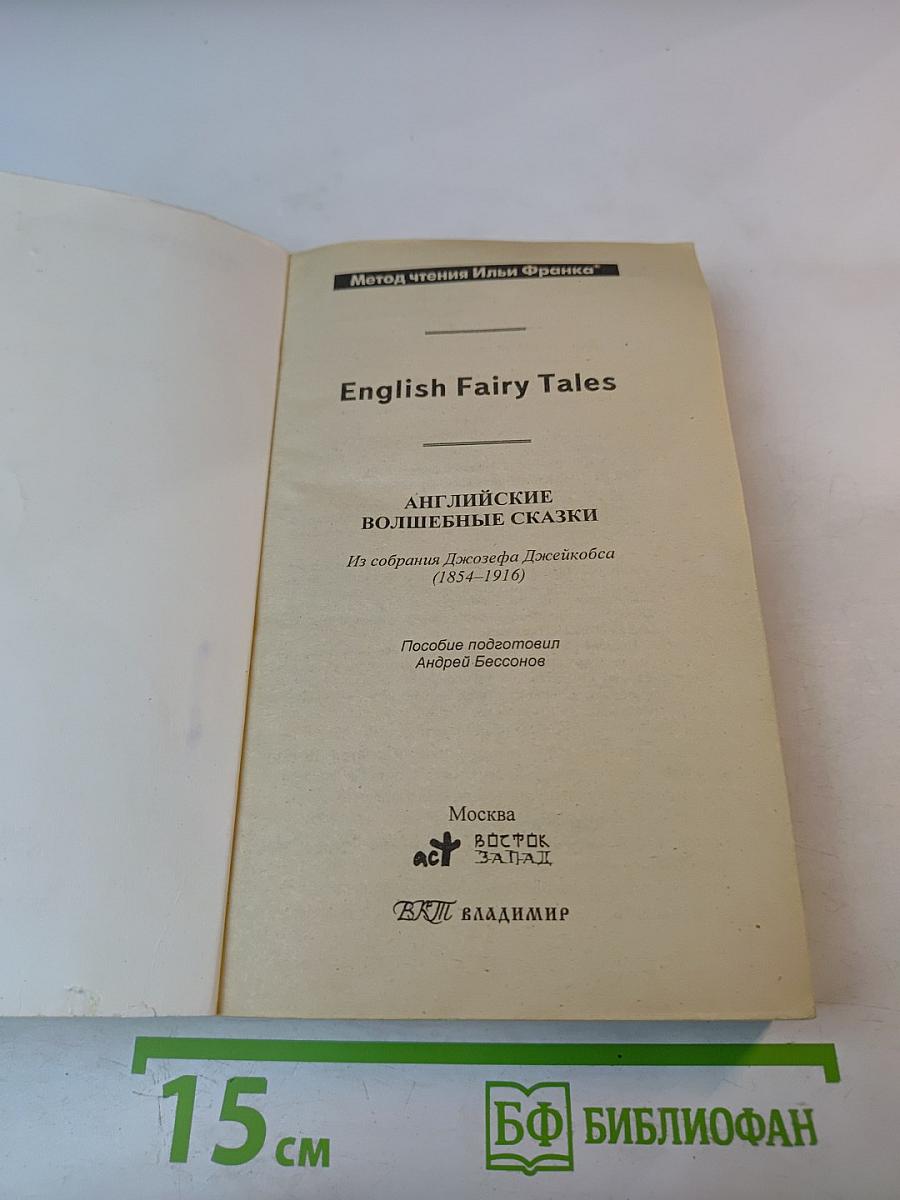 Метод чтения Ильи Франка®
English Fairy Tales
АНГЛИЙСКИЕ
ВОЛШЕБНЫЕ СКАЗКИ
Из собрания Джозефа Джейкобса
(1854–1916)
Пособие подготовил
Андрей Бессонов
Москва
аст ВОСТОК
ЗАПАД
ВКТ ВЛАДИМИР
15 см
БФ БИБЛИОФАН